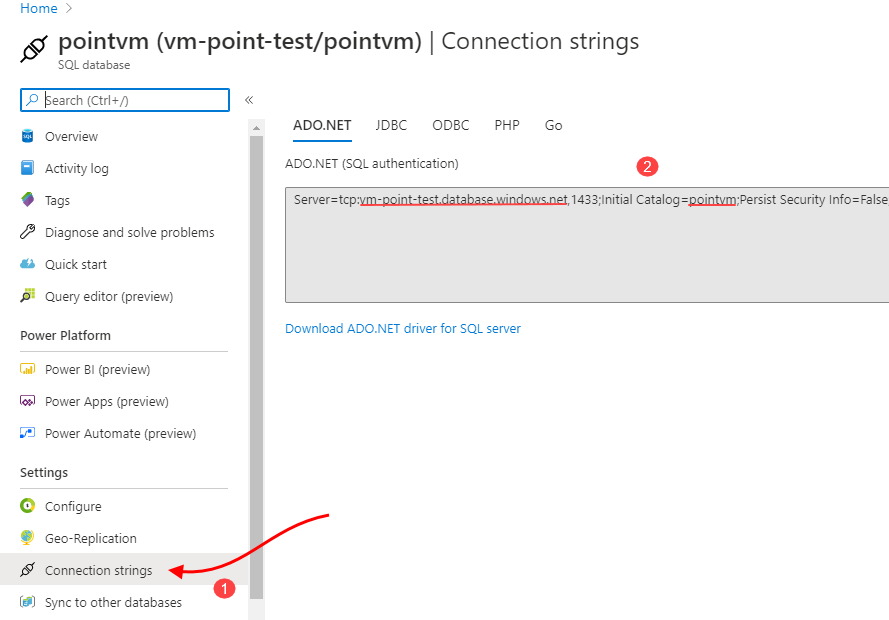 Home >
pointvm (vm-point-test/pointvm) | Connection strings
SQL database
Search (Ctrl+/)
«
Overview
Activity log
Tags
Diagnose and solve problems
Quick start
Query editor (preview)
Power Platform
Power BI (preview)
Power Apps (preview)
Power Automate (preview)
Settings
Configure
Geo-Replication
Connection strings
1
Sync to other databases
ADO.NET JDBC ODBC PHP Go
ADO.NET (SQL authentication)
2
Server=tcp:vm-point-test.database.windows.net,1433;Initial Catalog=pointvm;Persist Security Info=False
Download ADO.NET driver for SQL server